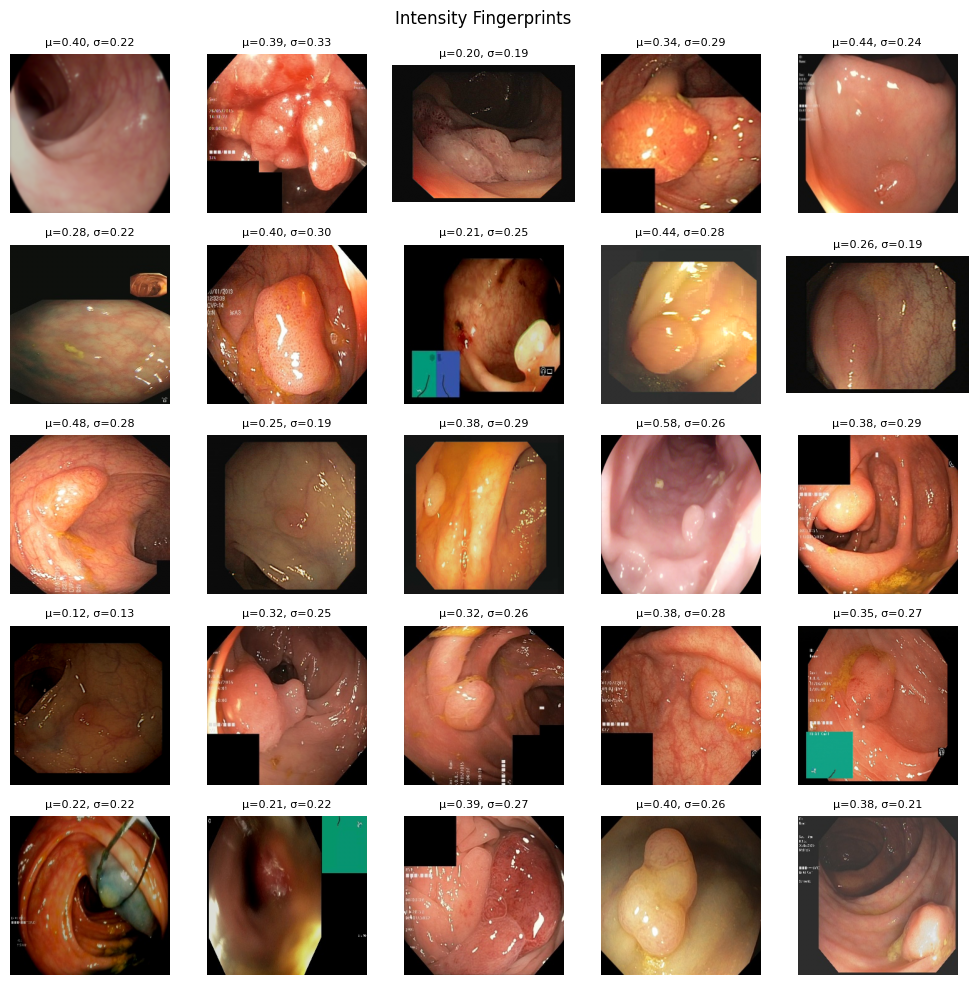 Intensity Fingerprints
μ=0.40, σ=0.22
μ=0.39, σ=0.33
μ=0.20, σ=0.19
μ=0.34, σ=0.29
μ=0.44, σ=0.24
μ=0.28, σ=0.22
μ=0.40, σ=0.30
μ=0.21, σ=0.25
μ=0.44, σ=0.28
μ=0.26, σ=0.19
μ=0.48, σ=0.28
μ=0.25, σ=0.19
μ=0.38, σ=0.29
μ=0.58, σ=0.26
μ=0.38, σ=0.29
μ=0.12, σ=0.13
μ=0.32, σ=0.25
μ=0.32, σ=0.26
μ=0.38, σ=0.28
μ=0.35, σ=0.27
μ=0.22, σ=0.22
μ=0.21, σ=0.22
μ=0.39, σ=0.27
μ=0.40, σ=0.26
μ=0.38, σ=0.21